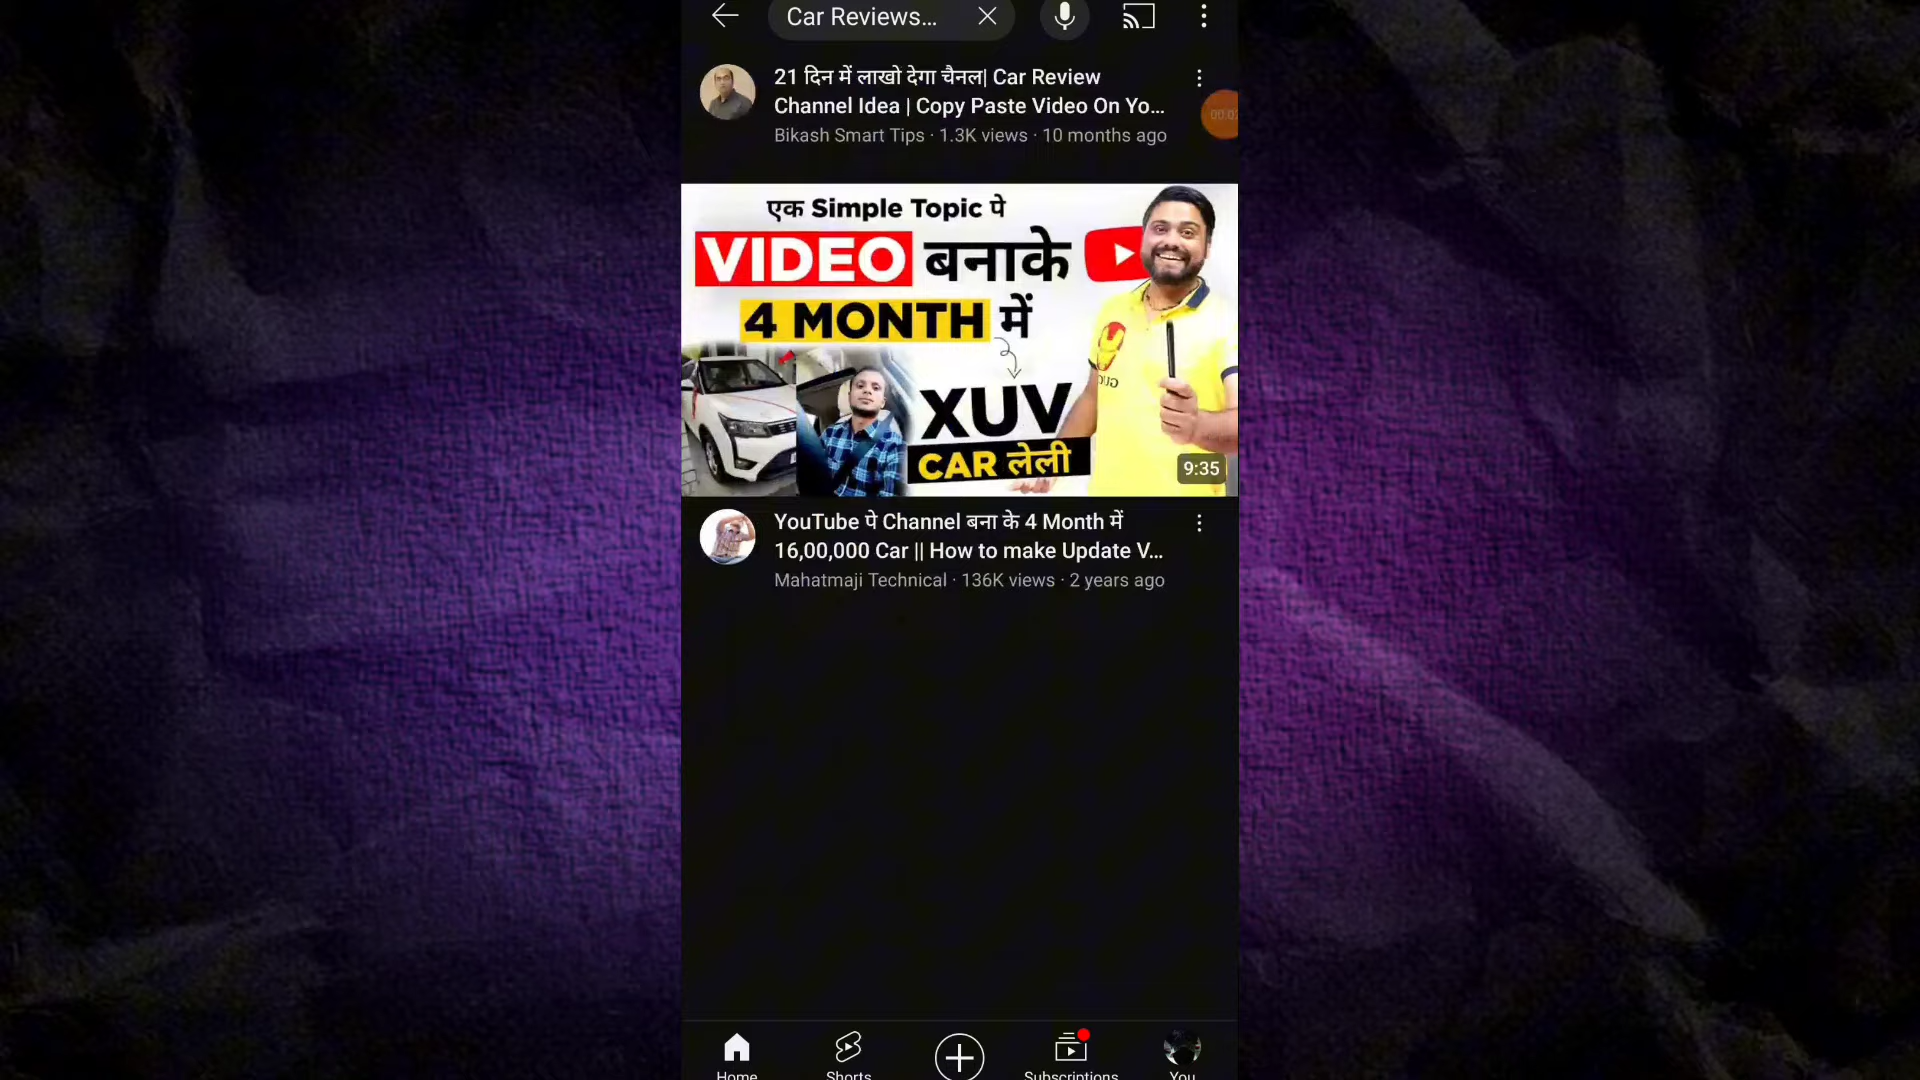 Car Reviews...
21 दिन में लाखो देगा चैनल| Car Review
Channel Idea | Copy Paste Video On Yo...
Bikash Smart Tips · 1.3K views · 10 months ago
एक Simple Topic पे
VIDEO बनाके
4 MONTH में
XUV
CAR लेली
9:35
YouTube पे Channel बना के 4 Month में
16,00,000 Car || How to make Update V...
Mahatmaji Technical · 136K views · 2 years ago
Home
Shorts
Subscriptions
You